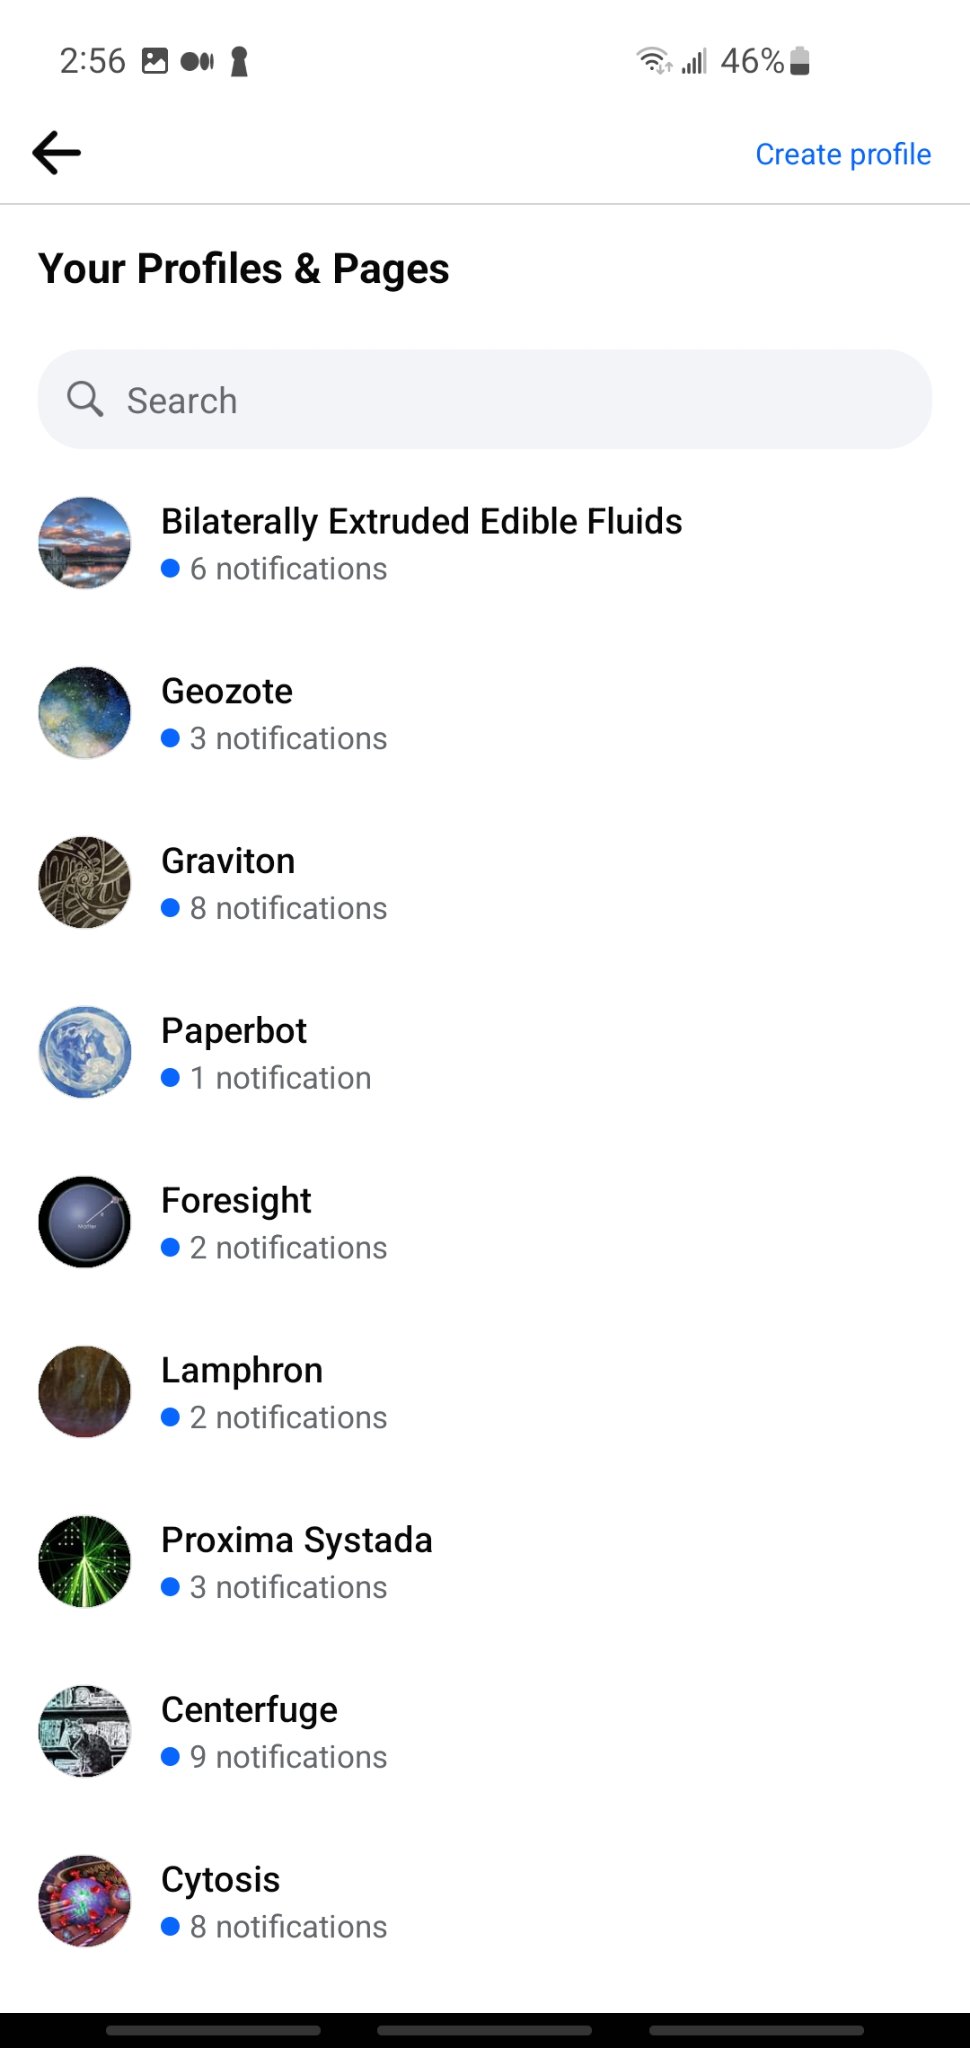 2:56
46%
Create profile
Your Profiles & Pages
Search
Bilaterally Extruded Edible Fluids
6 notifications
Geozote
3 notifications
Graviton
8 notifications
Paperbot
1 notification
Foresight
2 notifications
Lamphron
2 notifications
Proxima Systada
3 notifications
Centerfuge
9 notifications
Cytosis
8 notifications